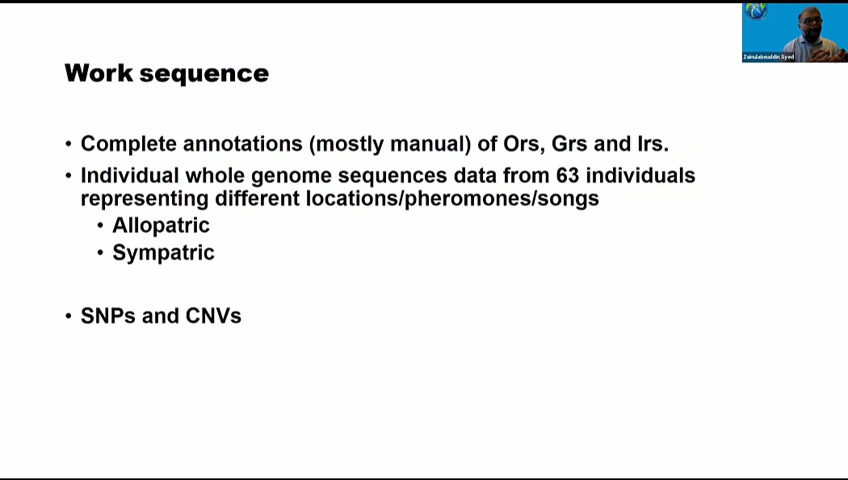 Work sequence
• Complete annotations (mostly manual) of Ors, Grs and Irs.
• Individual whole genome sequences data from 63 individuals
representing different locations/pheromones/songs
• Allopatric
• Sympatric
• SNPs and CNVs
Zainulabeuddin Syed